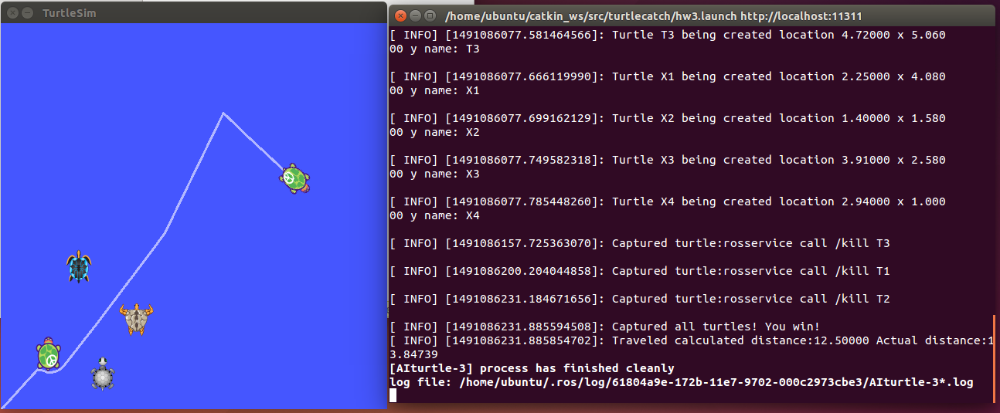 TurtleSim
/home/ubuntu/catkin_ws/src/turtlecatch/hw3.launch http://localhost:11311
[ INFO] [1491086077.581464566]: Turtle T3 being created location 4.72000 x 5.060
00 y name: T3
[ INFO] [1491086077.666119990]: Turtle X1 being created location 2.25000 x 4.080
00 y name: X1
[ INFO] [1491086077.699162129]: Turtle X2 being created location 1.40000 x 1.580
00 y name: X2
[ INFO] [1491086077.749582318]: Turtle X3 being created location 3.91000 x 2.580
00 y name: X3
[ INFO] [1491086077.785448260]: Turtle X4 being created location 2.94000 x 1.000
00 y name: X4
[ INFO] [1491086157.725363070]: Captured turtle:rosservice call /kill T3
[ INFO] [1491086200.204044858]: Captured turtle:rosservice call /kill T1
[ INFO] [1491086231.184671656]: Captured turtle:rosservice call /kill T2
[ INFO] [1491086231.885594508]: Captured all turtles! You win!
[ INFO] [1491086231.885854702]: Traveled calculated distance:12.50000 Actual distance:1
3.84739
[AIturtle-3] process has finished cleanly
log file: /home/ubuntu/.ros/log/61804a9e-172b-11e7-9702-000c2973cbe3/AIturtle-3*.log